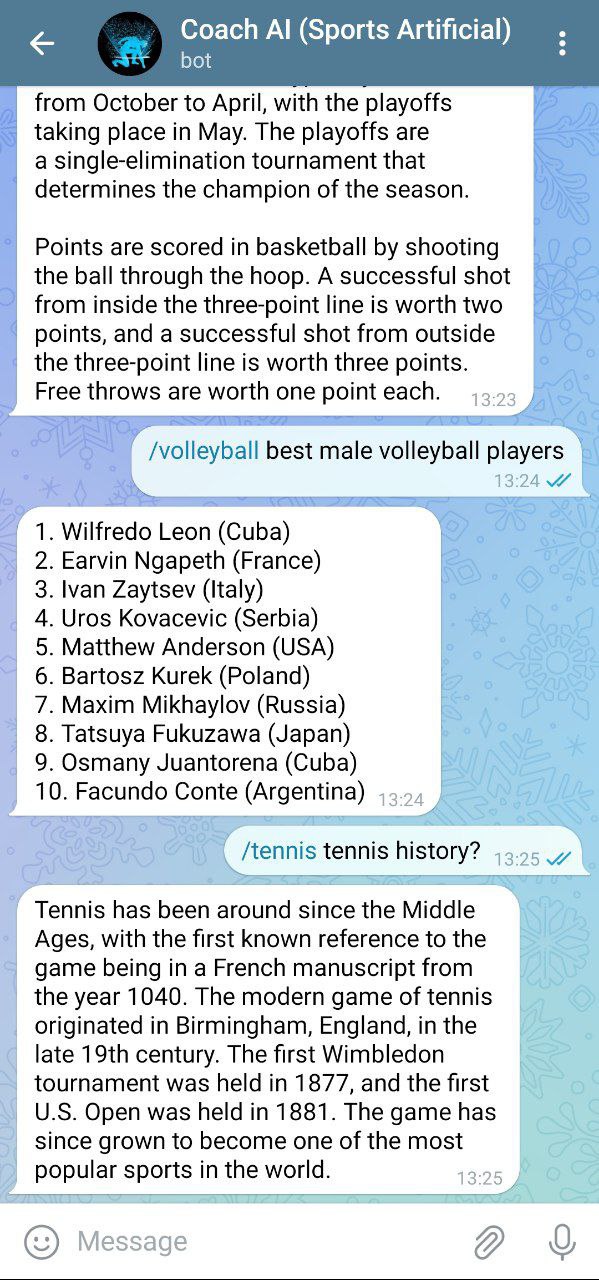 Coach AI (Sports Artificial)
bot
from October to April, with the playoffs
taking place in May. The playoffs are
a single-elimination tournament that
determines the champion of the season.
Points are scored in basketball by shooting
the ball through the hoop. A successful shot
from inside the three-point line is worth two
points, and a successful shot from outside
the three-point line is worth three points.
Free throws are worth one point each.
13:23
/volleyball best male volleyball players
13:24
1. Wilfredo Leon (Cuba)
2. Earvin Ngapeth (France)
3. Ivan Zaytsev (Italy)
4. Uros Kovacevic (Serbia)
5. Matthew Anderson (USA)
6. Bartosz Kurek (Poland)
7. Maxim Mikhaylov (Russia)
8. Tatsuya Fukuzawa (Japan)
9. Osmany Juantorena (Cuba)
10. Facundo Conte (Argentina)
13:24
/tennis tennis history?
13:25
Tennis has been around since the Middle
Ages, with the first known reference to the
game being in a French manuscript from
the year 1040. The modern game of tennis
originated in Birmingham, England, in the
late 19th century. The first Wimbledon
tournament was held in 1877, and the first
U.S. Open was held in 1881. The game has
since grown to become one of the most
popular sports in the world.
13:25
Message